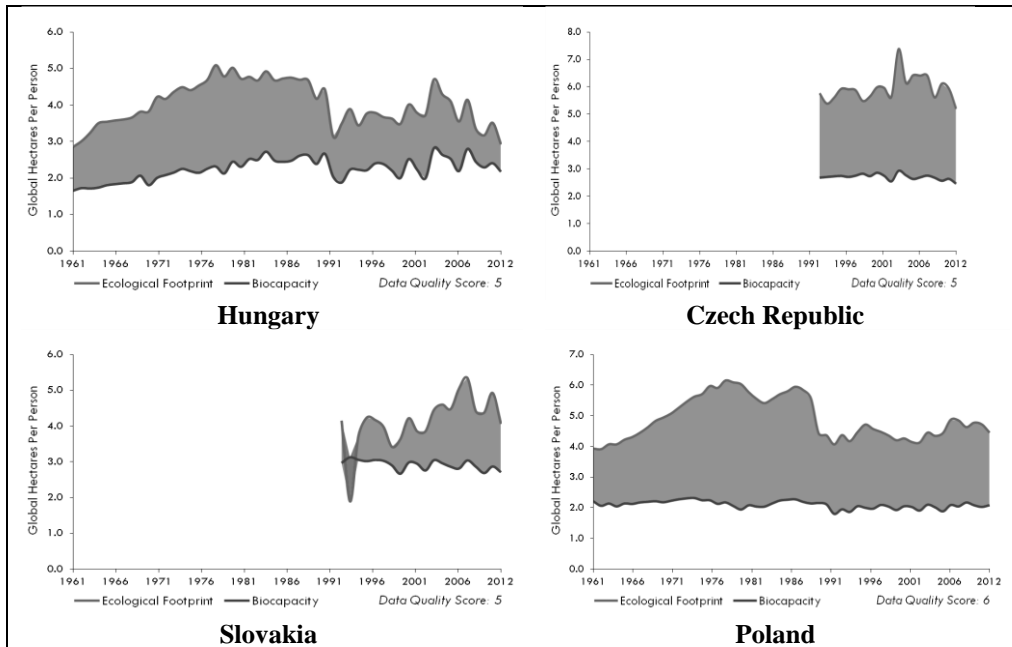 6.0
5.0
4.0
3.0
2.0
1.0
0.0
Global Hectares Per Person
1961 1966 1971 1976 1981 1986 1991 1996 2001 2006 2012
Ecological Footprint Biocapacity Data Quality Score: 5
Hungary
8.0
7.0
6.0
5.0
4.0
3.0
2.0
1.0
0.0
Global Hectares Per Person
1961 1966 1971 1976 1981 1986 1991 1996 2001 2006 2012
Ecological Footprint Biocapacity Data Quality Score: 5
Czech Republic
6.0
5.0
4.0
3.0
2.0
1.0
0.0
Global Hectares Per Person
1961 1966 1971 1976 1981 1986 1991 1996 2001 2006 2012
Ecological Footprint Biocapacity Data Quality Score: 5
Slovakia
7.0
6.0
5.0
4.0
3.0
2.0
1.0
0.0
Global Hectares Per Person
1961 1966 1971 1976 1981 1986 1991 1996 2001 2006 2012
Ecological Footprint Biocapacity Data Quality Score: 6
Poland